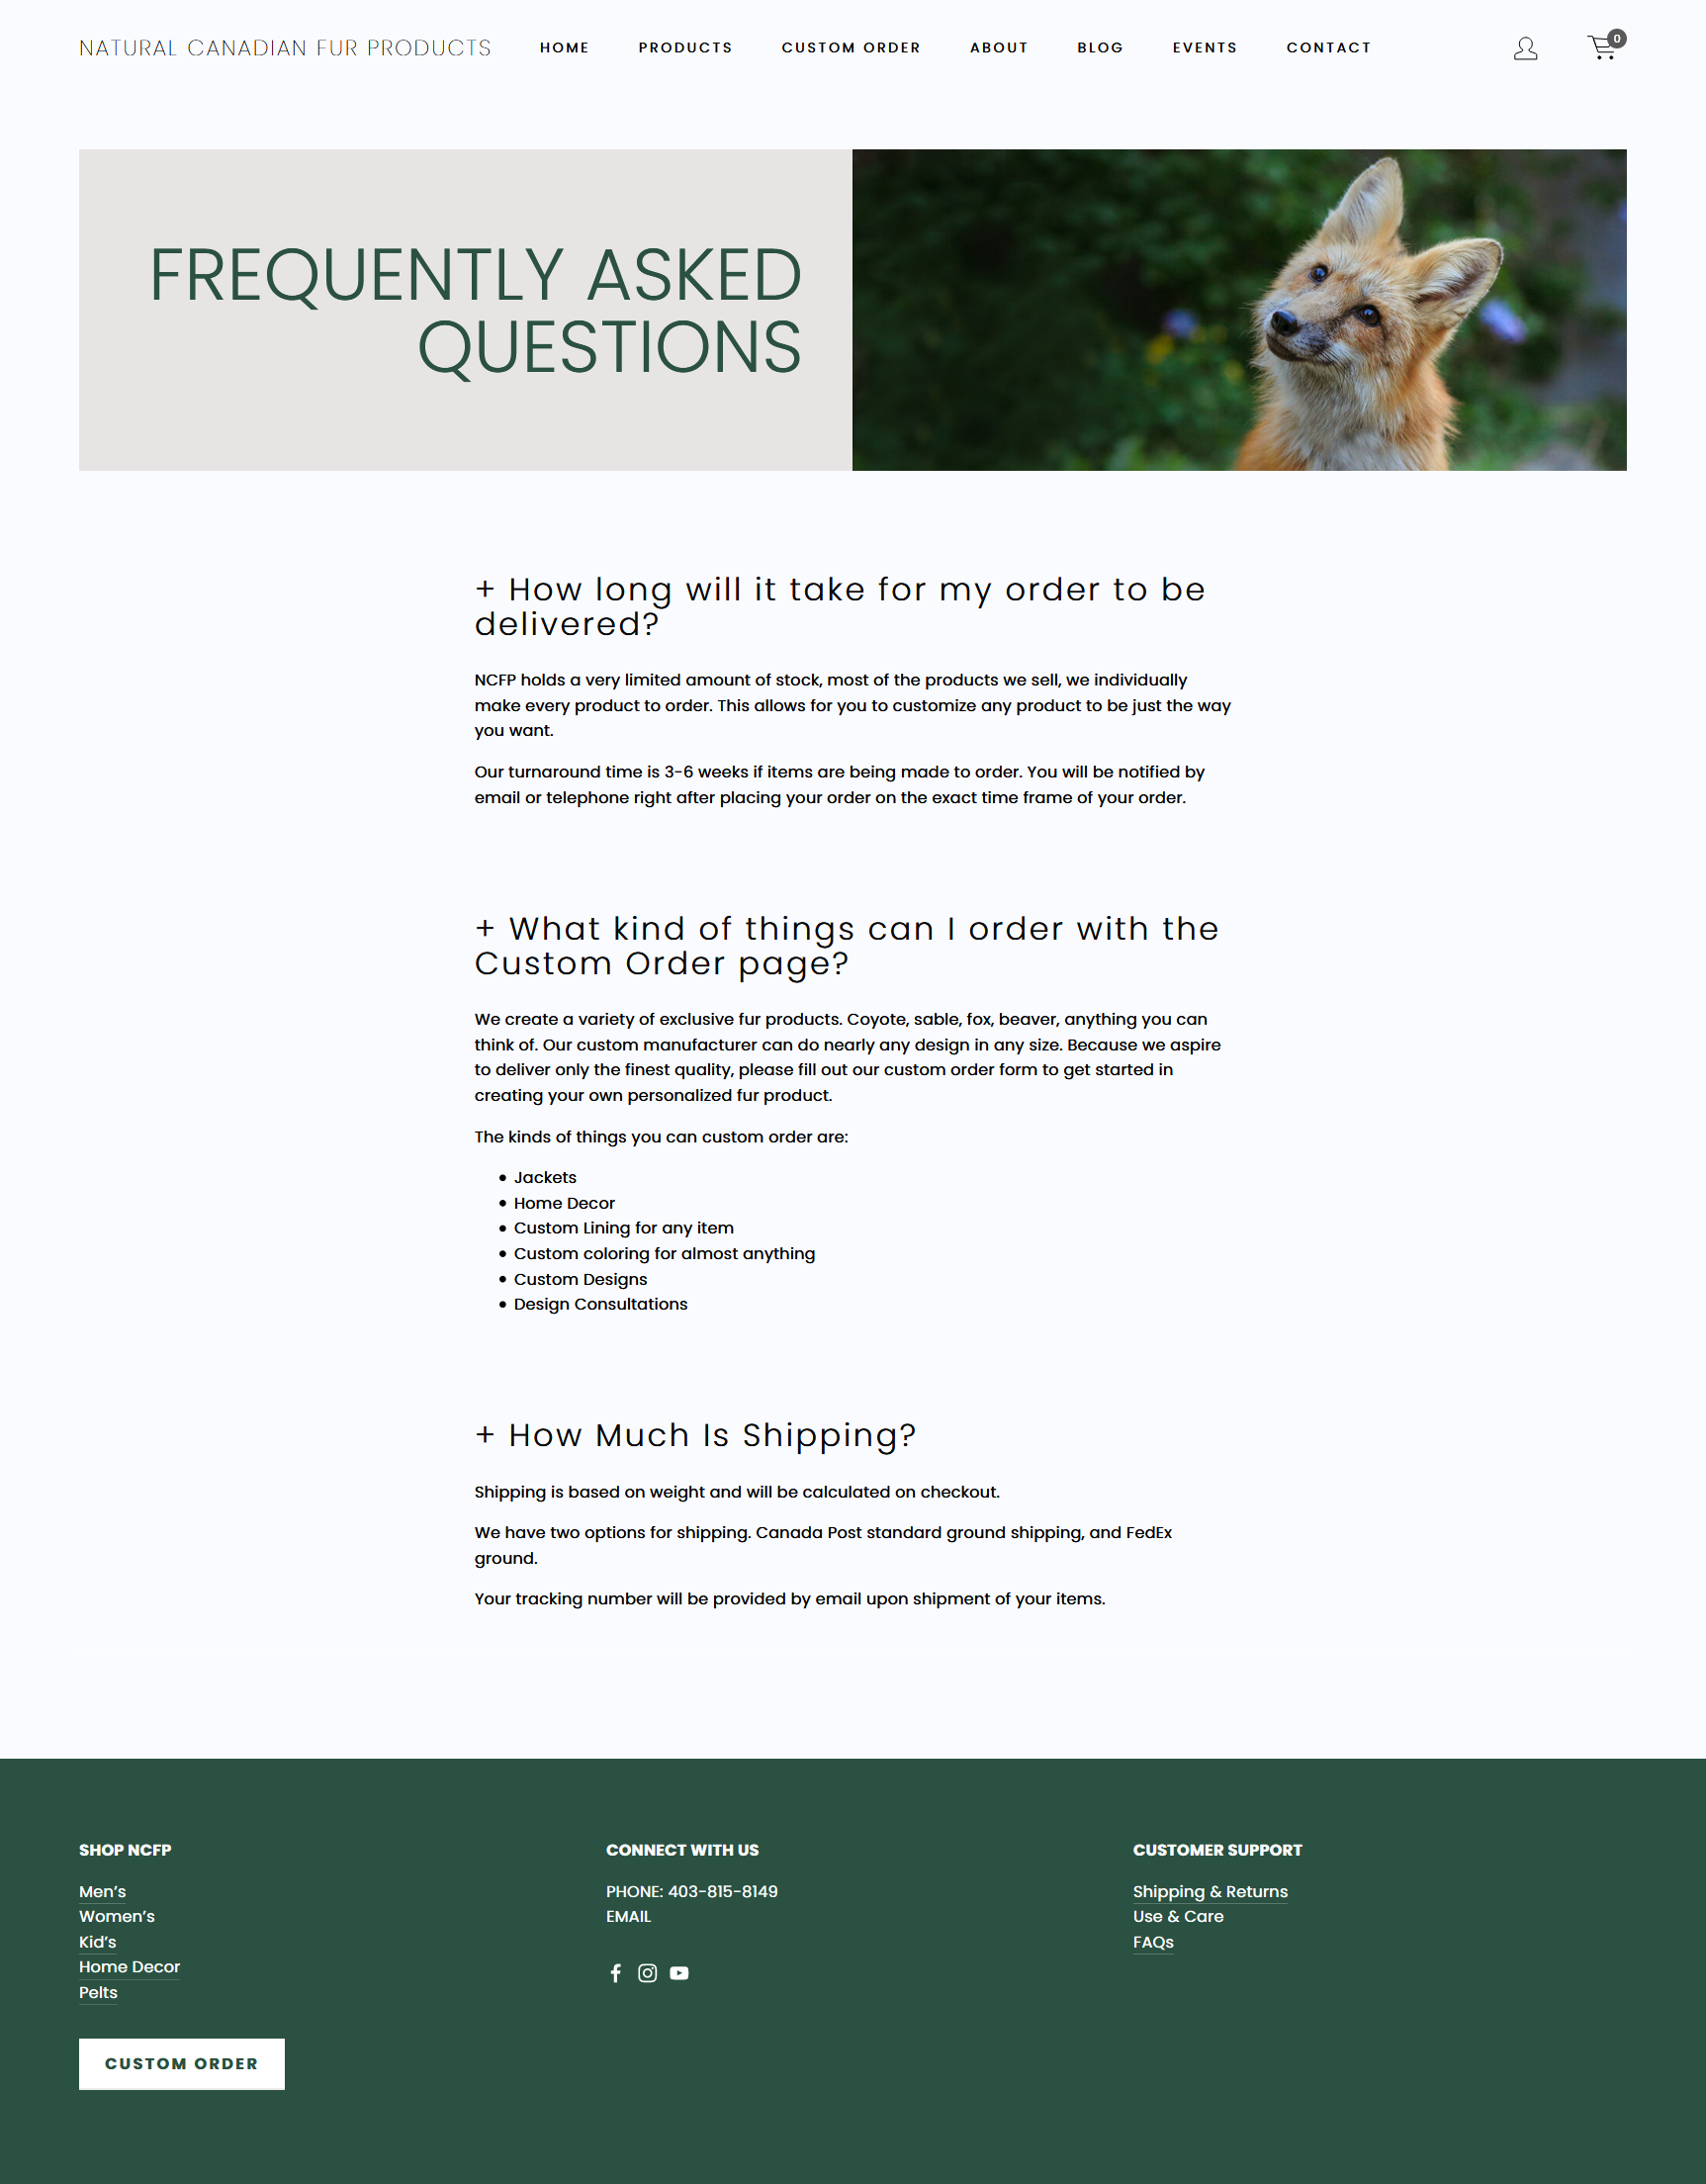 NATURAL CANADIAN FUR PRODUCTS
HOME
PRODUCTS
CUSTOM ORDER
ABOUT
BLOG
EVENTS
CONTACT
0
FREQUENTLY ASKED
QUESTIONS
+ How long will it take for my order to be
delivered?
NCFP holds a very limited amount of stock, most of the products we sell, we individually
make every product to order. This allows for you to customize any product to be just the way
you want.
Our turnaround time is 3-6 weeks if items are being made to order. You will be notified by
email or telephone right after placing your order on the exact time frame of your order.
+ What kind of things can I order with the
Custom Order page?
We create a variety of exclusive fur products. Coyote, sable, fox, beaver, anything you can
think of. Our custom manufacturer can do nearly any design in any size. Because we aspire
to deliver only the finest quality, please fill out our custom order form to get started in
creating your own personalized fur product.
The kinds of things you can custom order are:
• Jackets
• Home Decor
• Custom Lining for any item
• Custom coloring for almost anything
• Custom Designs
• Design Consultations
+ How Much Is Shipping?
Shipping is based on weight and will be calculated on checkout.
We have two options for shipping. Canada Post standard ground shipping, and FedEx
ground.
Your tracking number will be provided by email upon shipment of your items.
SHOP NCFP
Men’s
Women’s
Kid’s
Home Decor
Pelts
CUSTOM ORDER
CONNECT WITH US
PHONE: 403-815-8149
EMAIL
CUSTOMER SUPPORT
Shipping & Returns
Use & Care
FAQs